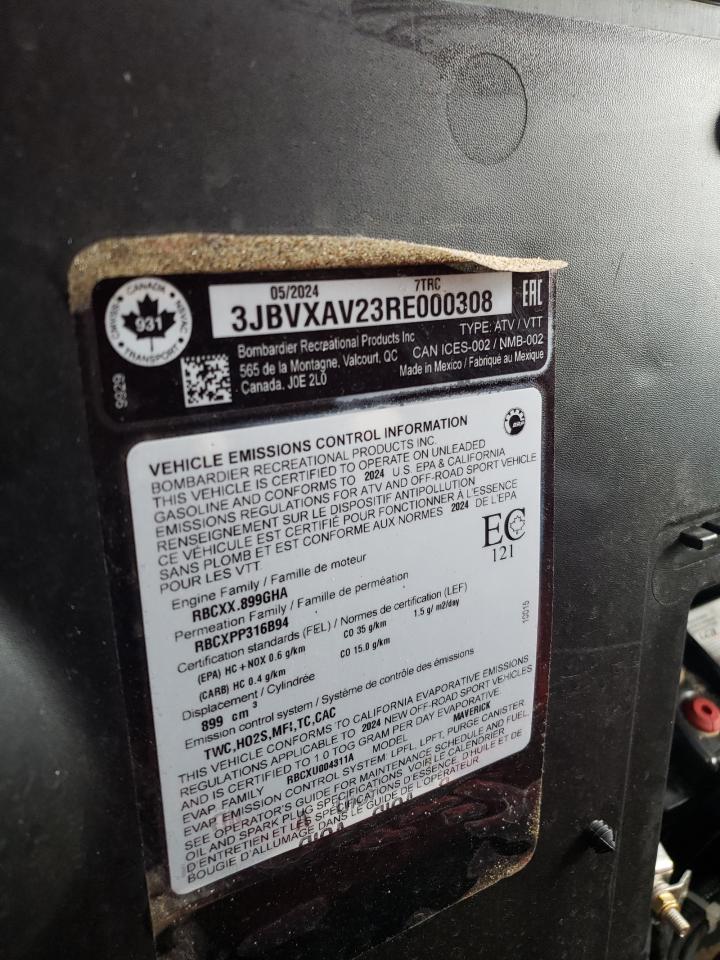 05/2024 7TRC
3JBVXAV23RE000308
EAC
CANADA
931
TRANSPORT
CMVSS NSVAC
9929
Bombardier Recreational Products Inc
565 de la Montagne, Valcourt, QC
Canada, J0E 2L0
TYPE: ATV / VTT
CAN ICES-002 / NMB-002
Made in Mexico / Fabriqué au Mexique
VEHICLE EMISSIONS CONTROL INFORMATION
BOMBARDIER RECREATIONAL PRODUCTS INC.
THIS VEHICLE IS CERTIFIED TO OPERATE ON UNLEADED
GASOLINE AND CONFORMS TO 2024 U.S. EPA & CALIFORNIA
EMISSIONS REGULATIONS FOR ATV AND OFF-ROAD SPORT VEHICLE
RENSEIGNEMENT SUR LE DISPOSITIF ANTIPOLLUTION
CE VÉHICULE EST CERTIFIÉ POUR FONCTIONNER À L'ESSENCE
SANS PLOMB ET EST CONFORME AUX NORMES 2024 DE L'EPA
POUR LES VTT.
EC
121
Engine Family / Famille de moteur
RBCXX.899GHA
Permeation Family / Famille de perméation
RBCXPP316B94
Certification standards (FEL) / Normes de certification (LEF)
(EPA) HC + NOX 0.6 g/km CO 35 g/km 1.5 g/ m2/day
(CARB) HC 0.4 g/km CO 15.0 g/km
Displacement / Cylindrée
899 cm3
10015
Emission control system / Système de contrôle des émissions
TWC,HO2S,MFI,TC,CAC
THIS VEHICLE CONFORMS TO CALIFORNIA EVAPORATIVE EMISSIONS
REGULATIONS APPLICABLE TO 2024 NEW OFF-ROAD SPORT VEHICLES
AND IS CERTIFIED TO 1.0 TOG GRAM PER DAY EVAPORATIVE.
EVAP. FAMILY RBCXU004311A MODEL MAVERICK
EVAP EMISSION CONTROL SYSTEM: LPFL, LPFT, PURGE CANISTER
SEE OPERATOR'S GUIDE FOR MAINTENANCE SCHEDULE AND FUEL,
OIL AND SPARK PLUG SPECIFICATIONS. VOIR LE CALENDRIER
D'ENTRETIEN ET LES SPÉCIFICATIONS D'ESSENCE, D'HUILE ET DE
BOUGIE D'ALLUMAGE DANS LE GUIDE DE L'OPÉRATEUR